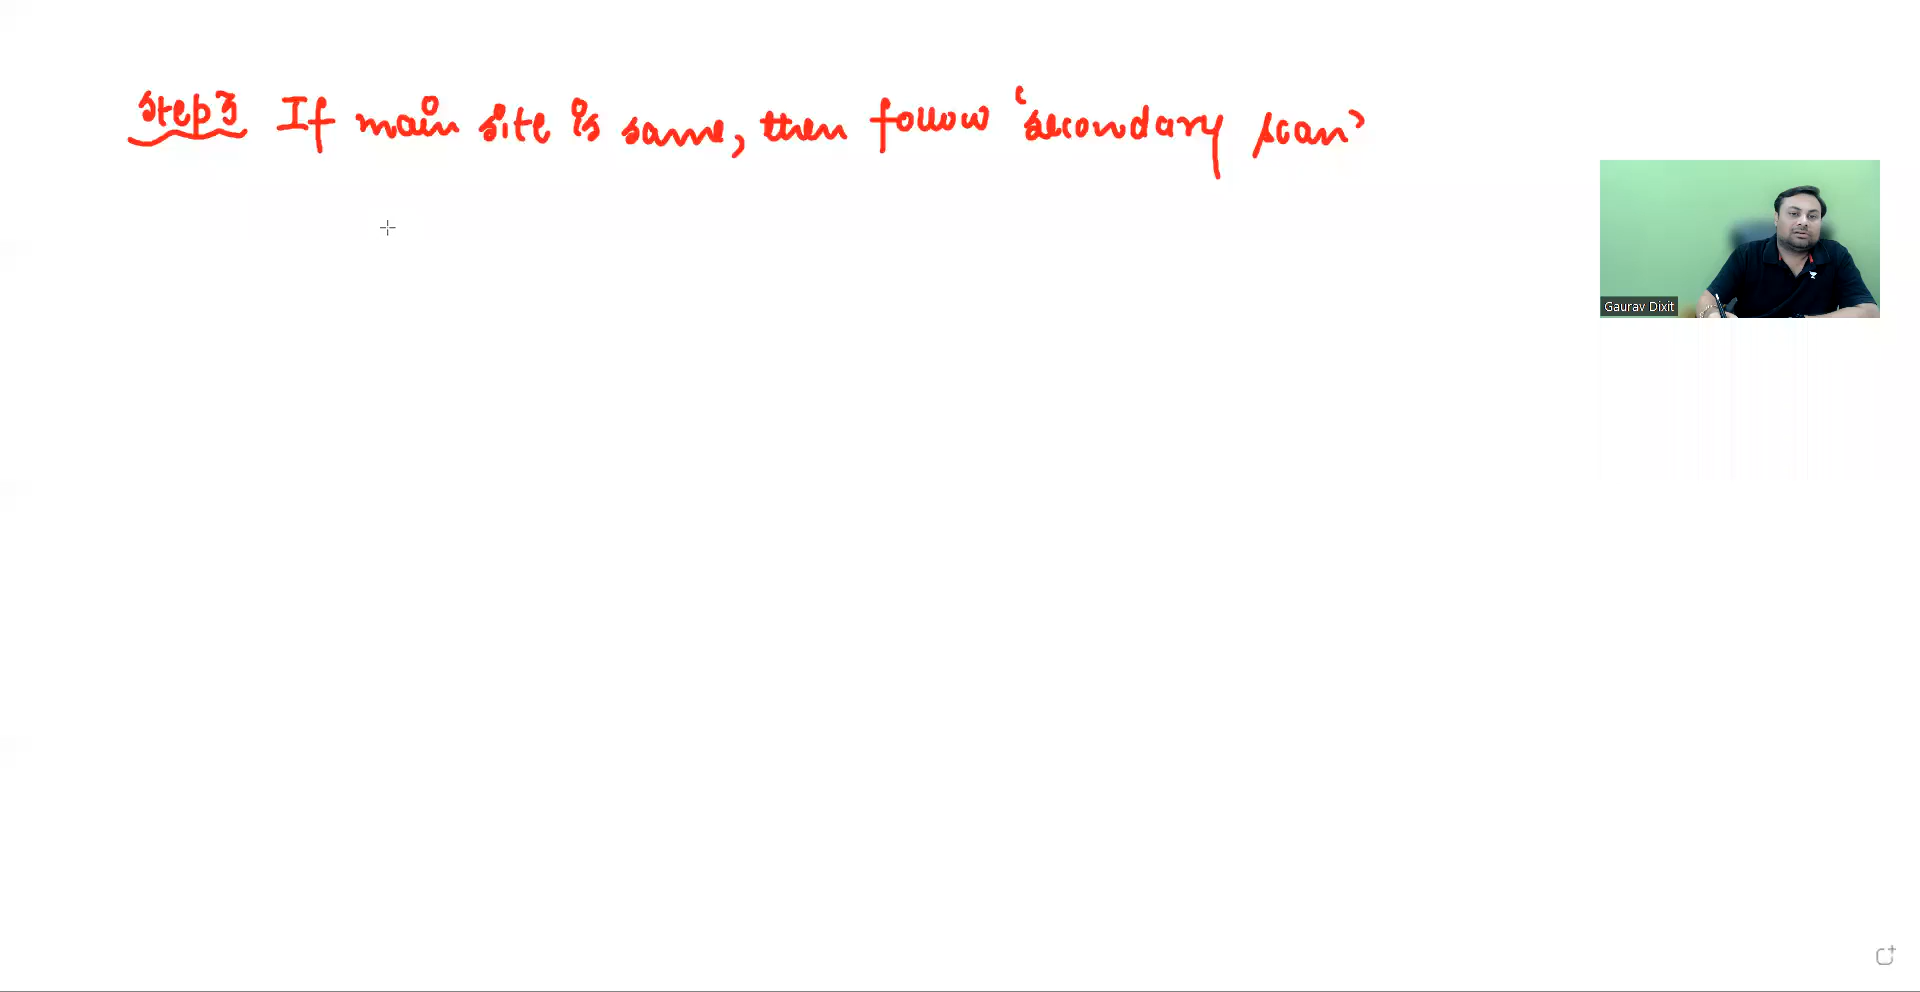 Step 3 If main site is same, then follow 'secondary scan'
Gaurav Dixit